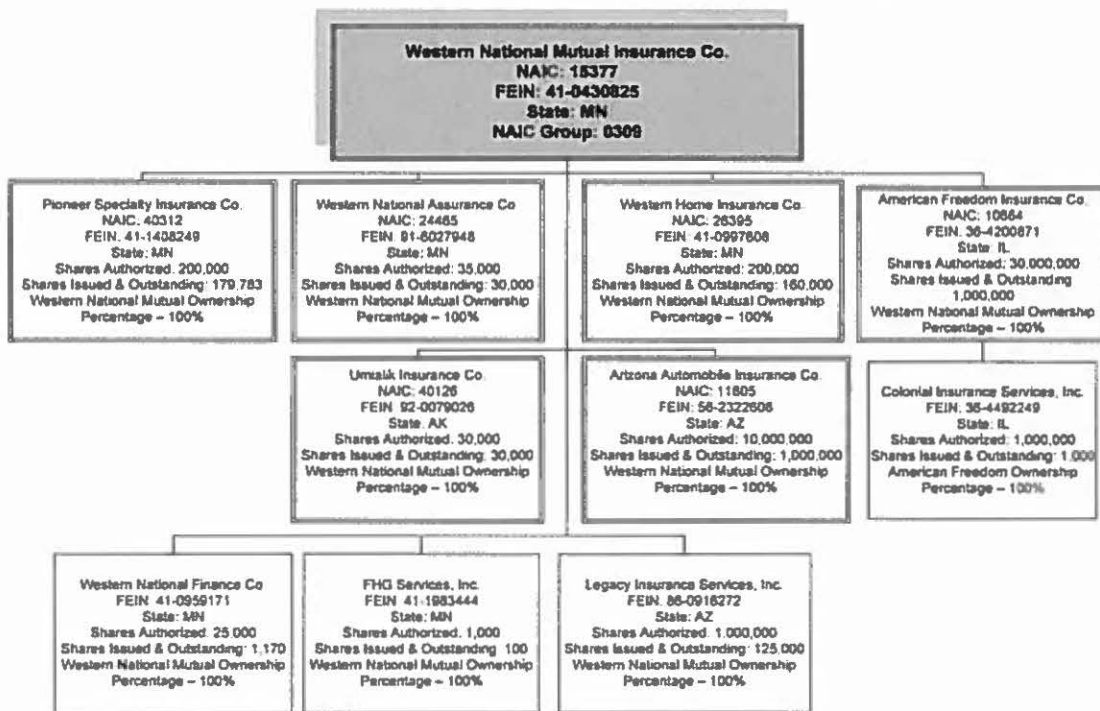 Western National Mutual Insurance Co.
NAIC: 15377
FEIN: 41-0430825
State: MN
NAIC Group: 0309
Pioneer Specialty Insurance Co.
NAIC: 40312
FEIN: 41-1408249
State: MN
Shares Authorized: 200,000
Shares Issued & Outstanding: 179,783
Western National Mutual Ownership
Percentage – 100%
Western National Assurance Co
NAIC: 24465
FEIN: 91-6027948
State: MN
Shares Authorized: 35,000
Shares Issued & Outstanding: 30,000
Western National Mutual Ownership
Percentage – 100%
Western Home Insurance Co.
NAIC: 26395
FEIN: 41-0997608
State: MN
Shares Authorized: 200,000
Shares Issued & Outstanding: 160,000
Western National Mutual Ownership
Percentage – 100%
American Freedom Insurance Co.
NAIC: 10864
FEIN: 36-4200871
State: IL
Shares Authorized: 30,000,000
Shares Issued & Outstanding
1,000,000
Western National Mutual Ownership
Percentage – 100%
Umialik Insurance Co.
NAIC: 40126
FEIN: 92-0079026
State: AK
Shares Authorized: 30,000
Shares Issued & Outstanding: 30,000
Western National Mutual Ownership
Percentage – 100%
Arizona Automobile Insurance Co.
NAIC: 11805
FEIN: 56-2322606
State: AZ
Shares Authorized: 10,000,000
Shares Issued & Outstanding: 1,000,000
Western National Mutual Ownership
Percentage – 100%
Colonial Insurance Services, Inc.
FEIN: 36-4492249
State: IL
Shares Authorized: 1,000,000
Shares Issued & Outstanding: 1,000
American Freedom Ownership
Percentage – 100%
Western National Finance Co
FEIN: 41-0959171
State: MN
Shares Authorized: 25,000
Shares Issued & Outstanding: 1,170
Western National Mutual Ownership
Percentage – 100%
FHG Services, Inc.
FEIN: 41-1983444
State: MN
Shares Authorized: 1,000
Shares Issued & Outstanding: 100
Western National Mutual Ownership
Percentage – 100%
Legacy Insurance Services, Inc.
FEIN: 86-0916272
State: AZ
Shares Authorized: 1,000,000
Shares Issued & Outstanding: 125,000
Western National Mutual Ownership
Percentage – 100%